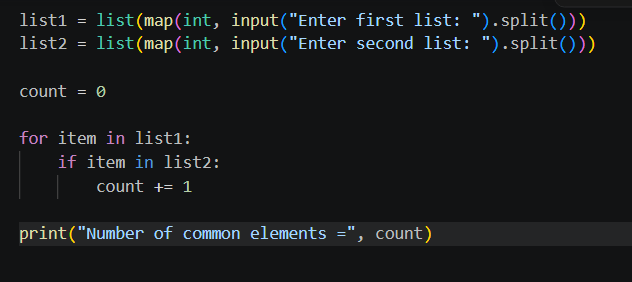 list1 = list(map(int, input("Enter first list: ").split()))
list2 = list(map(int, input("Enter second list: ").split()))

count = 0

for item in list1:
    if item in list2:
        count += 1

print("Number of common elements =", count)